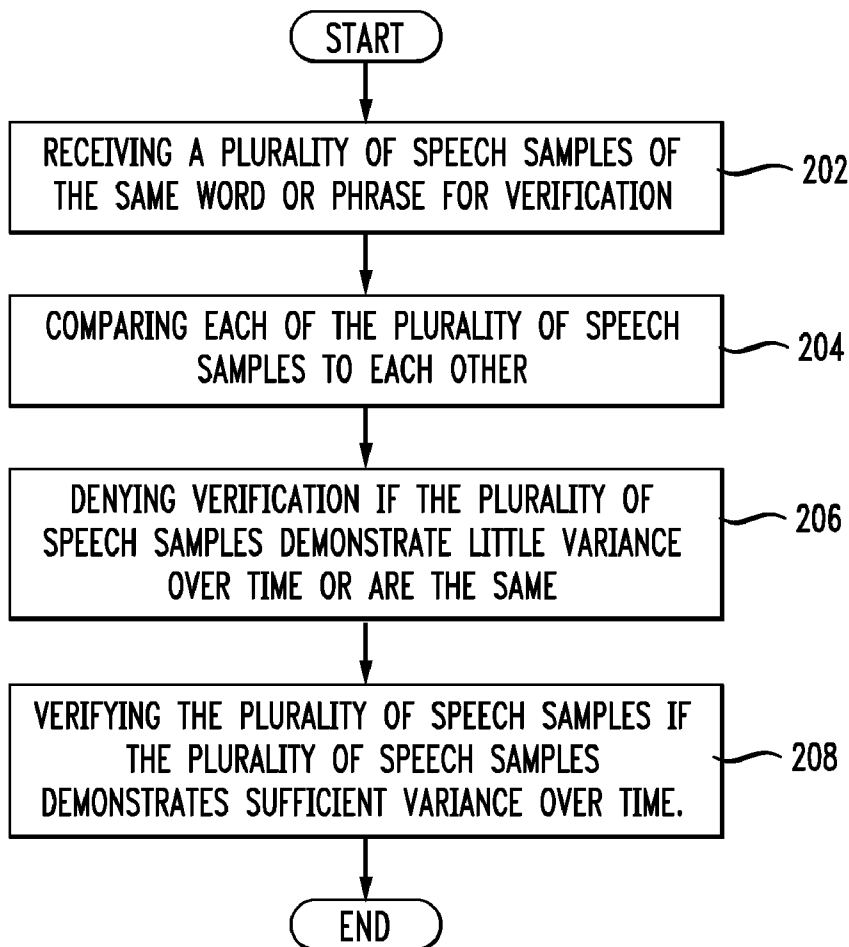 START
RECEIVING A PLURALITY OF SPEECH SAMPLES OF
THE SAME WORD OR PHRASE FOR VERIFICATION
202
COMPARING EACH OF THE PLURALITY OF SPEECH
SAMPLES TO EACH OTHER
204
DENYING VERIFICATION IF THE PLURALITY OF
SPEECH SAMPLES DEMONSTRATE LITTLE VARIANCE
OVER TIME OR ARE THE SAME
206
VERIFYING THE PLURALITY OF SPEECH SAMPLES IF
THE PLURALITY OF SPEECH SAMPLES
DEMONSTRATES SUFFICIENT VARIANCE OVER TIME.
208
END